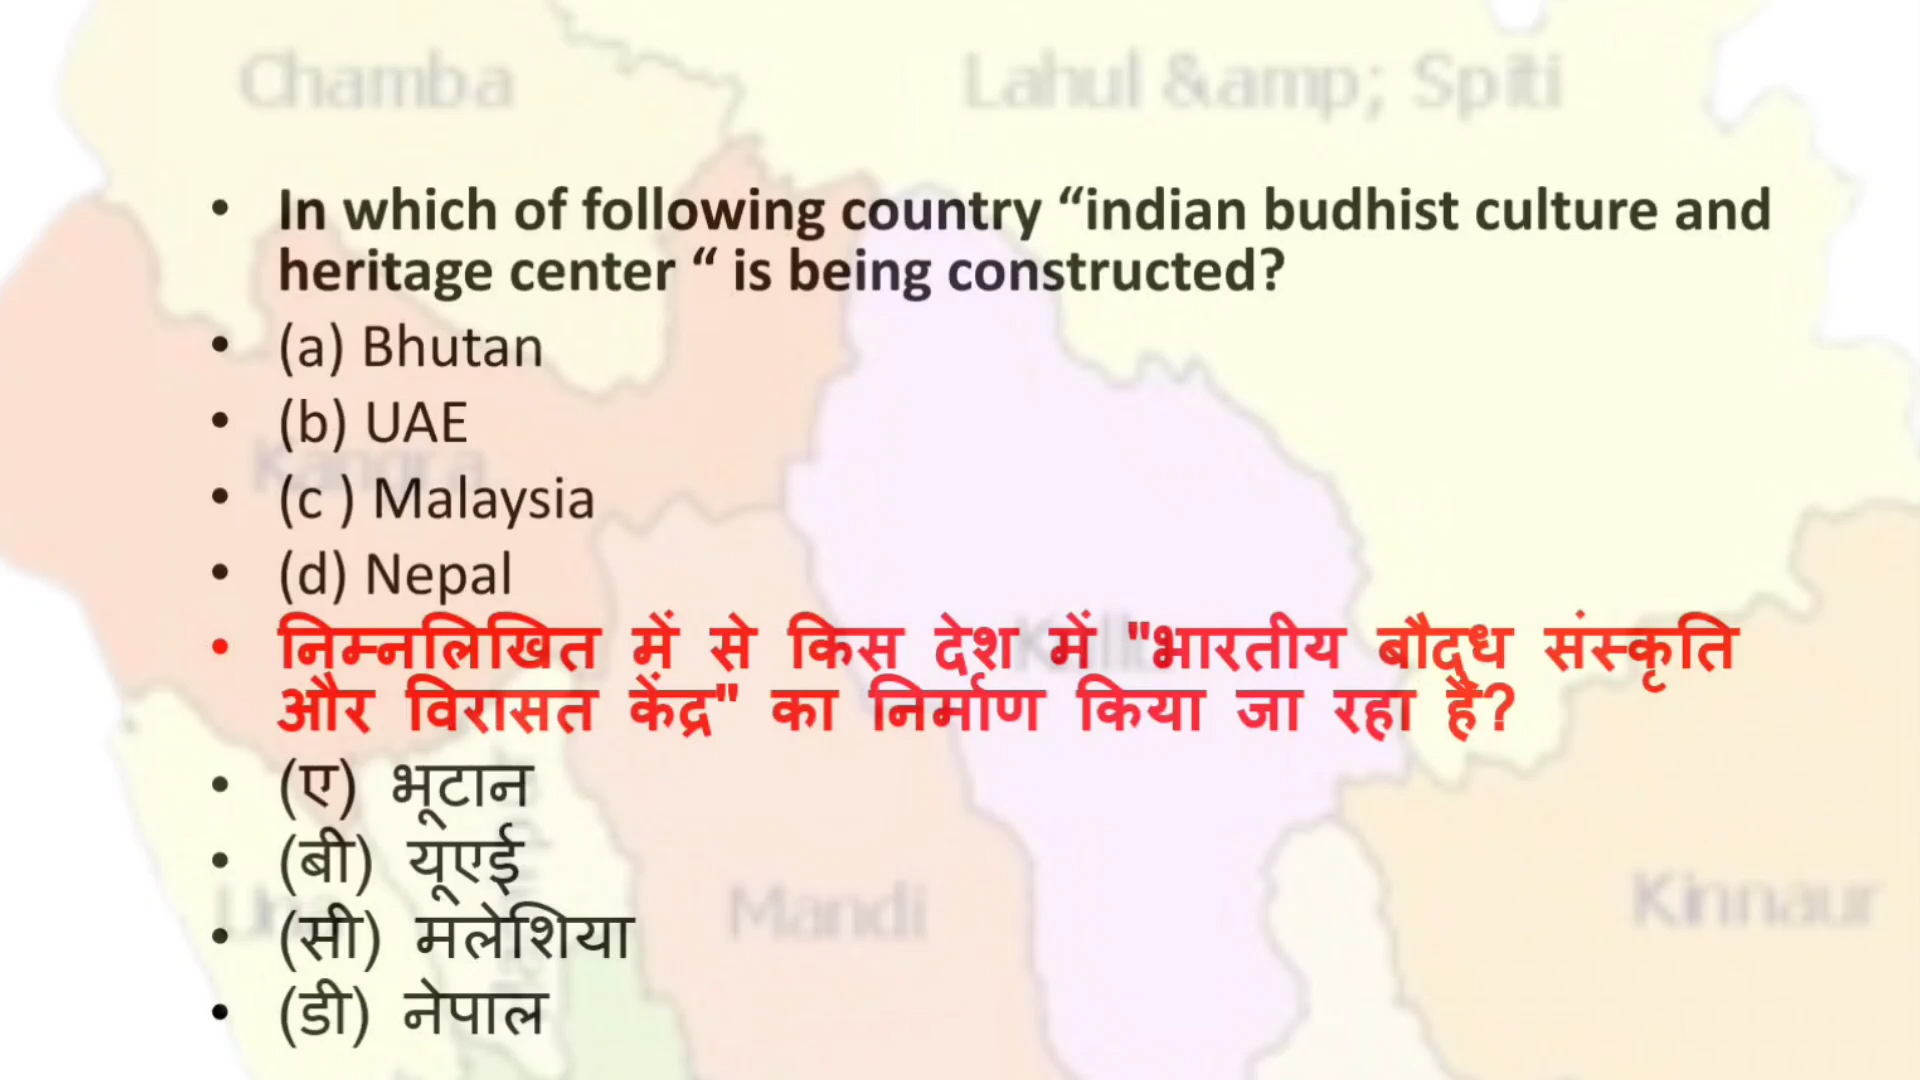 Chamba
Lahul &amp; Spiti
• In which of following country “indian budhist culture and
heritage center “ is being constructed?
• (a) Bhutan
• (b) UAE
Kangra
• (c ) Malaysia
• (d) Nepal
• निम्नलिखित में से किस देश में "भारतीय बौद्ध संस्कृति
और विरासत केंद्र" का निर्माण किया जा रहा है?
• (ए) भूटान
• (बी) यूएई
Mandi
Kinnaur
• (सी) मलेशिया
• (डी) नेपाल